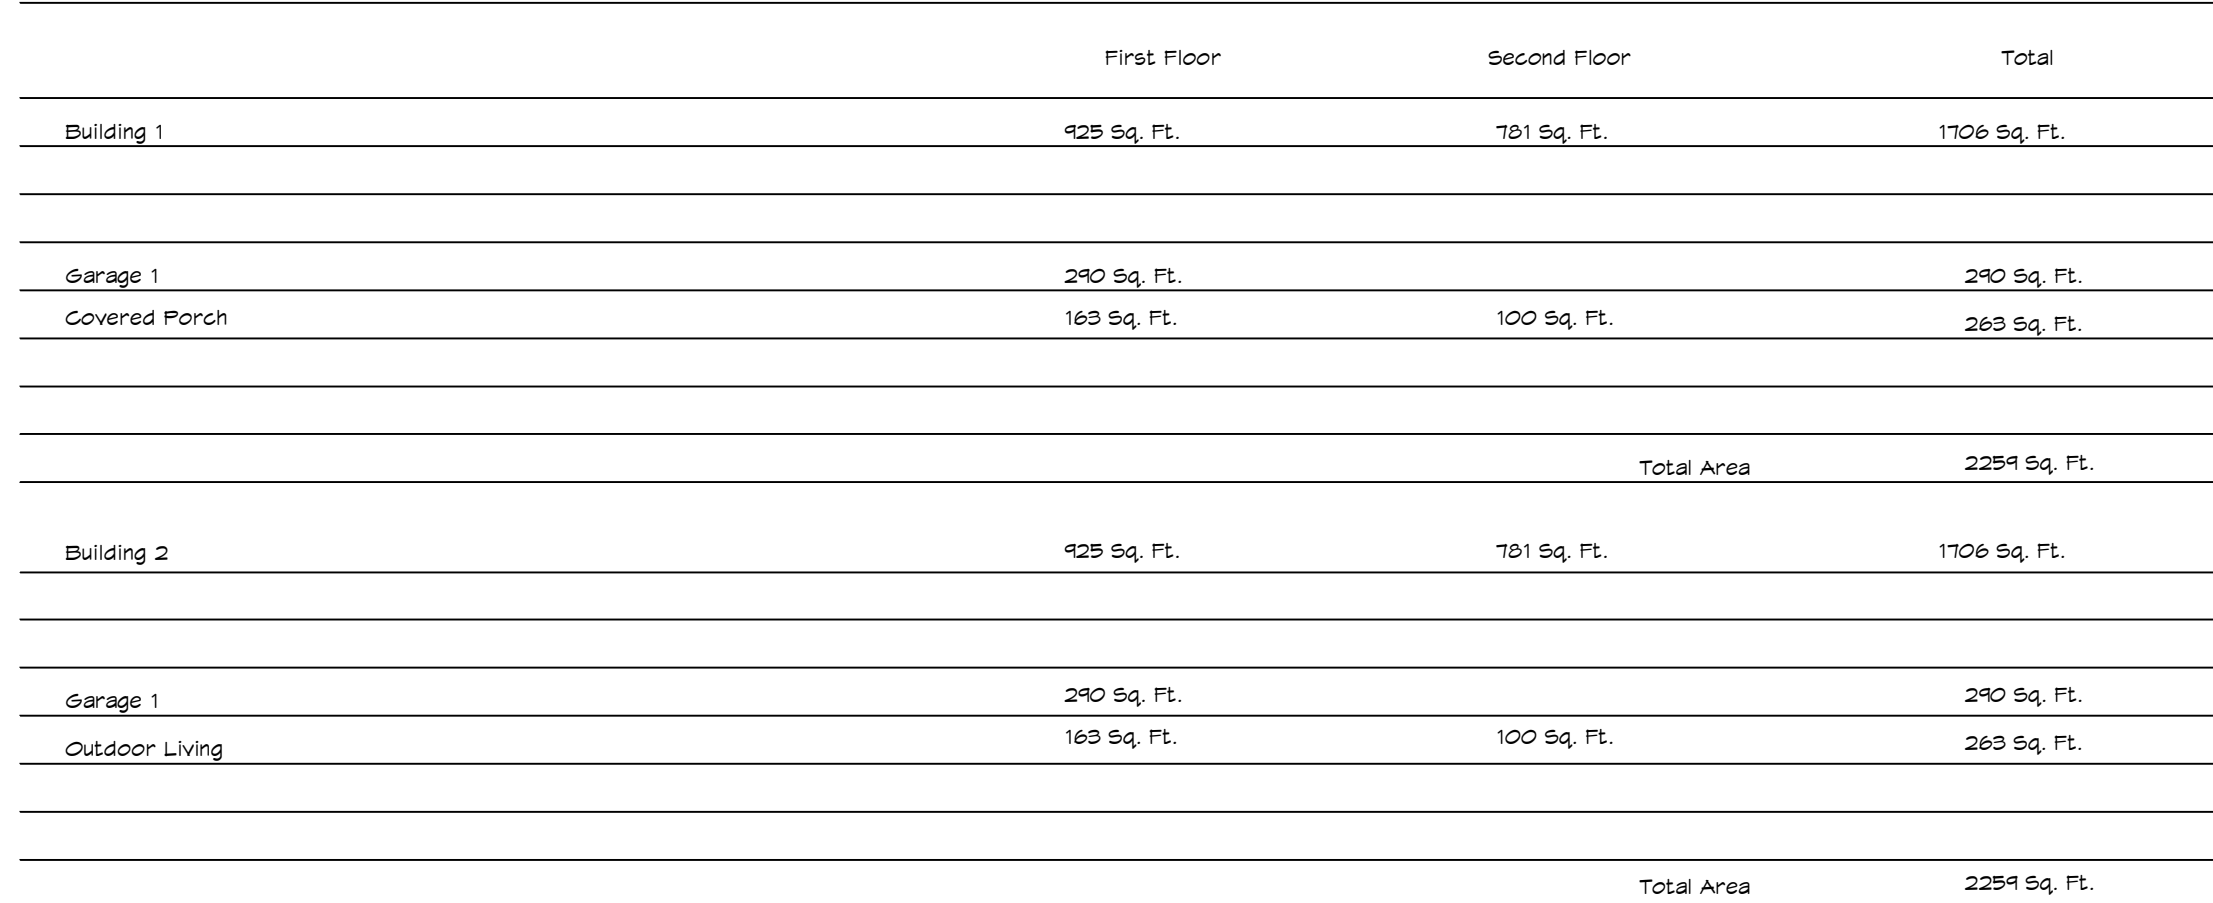 First Floor Second Floor Total
Building 1 925 Sq. Ft. 781 Sq. Ft. 1706 Sq. Ft.
Garage 1 290 Sq. Ft. 290 Sq. Ft.
Covered Porch 163 Sq. Ft. 100 Sq. Ft. 263 Sq. Ft.
Total Area 2259 Sq. Ft.
Building 2 925 Sq. Ft. 781 Sq. Ft. 1706 Sq. Ft.
Garage 1 290 Sq. Ft. 290 Sq. Ft.
Outdoor Living 163 Sq. Ft. 100 Sq. Ft. 263 Sq. Ft.
Total Area 2259 Sq. Ft.